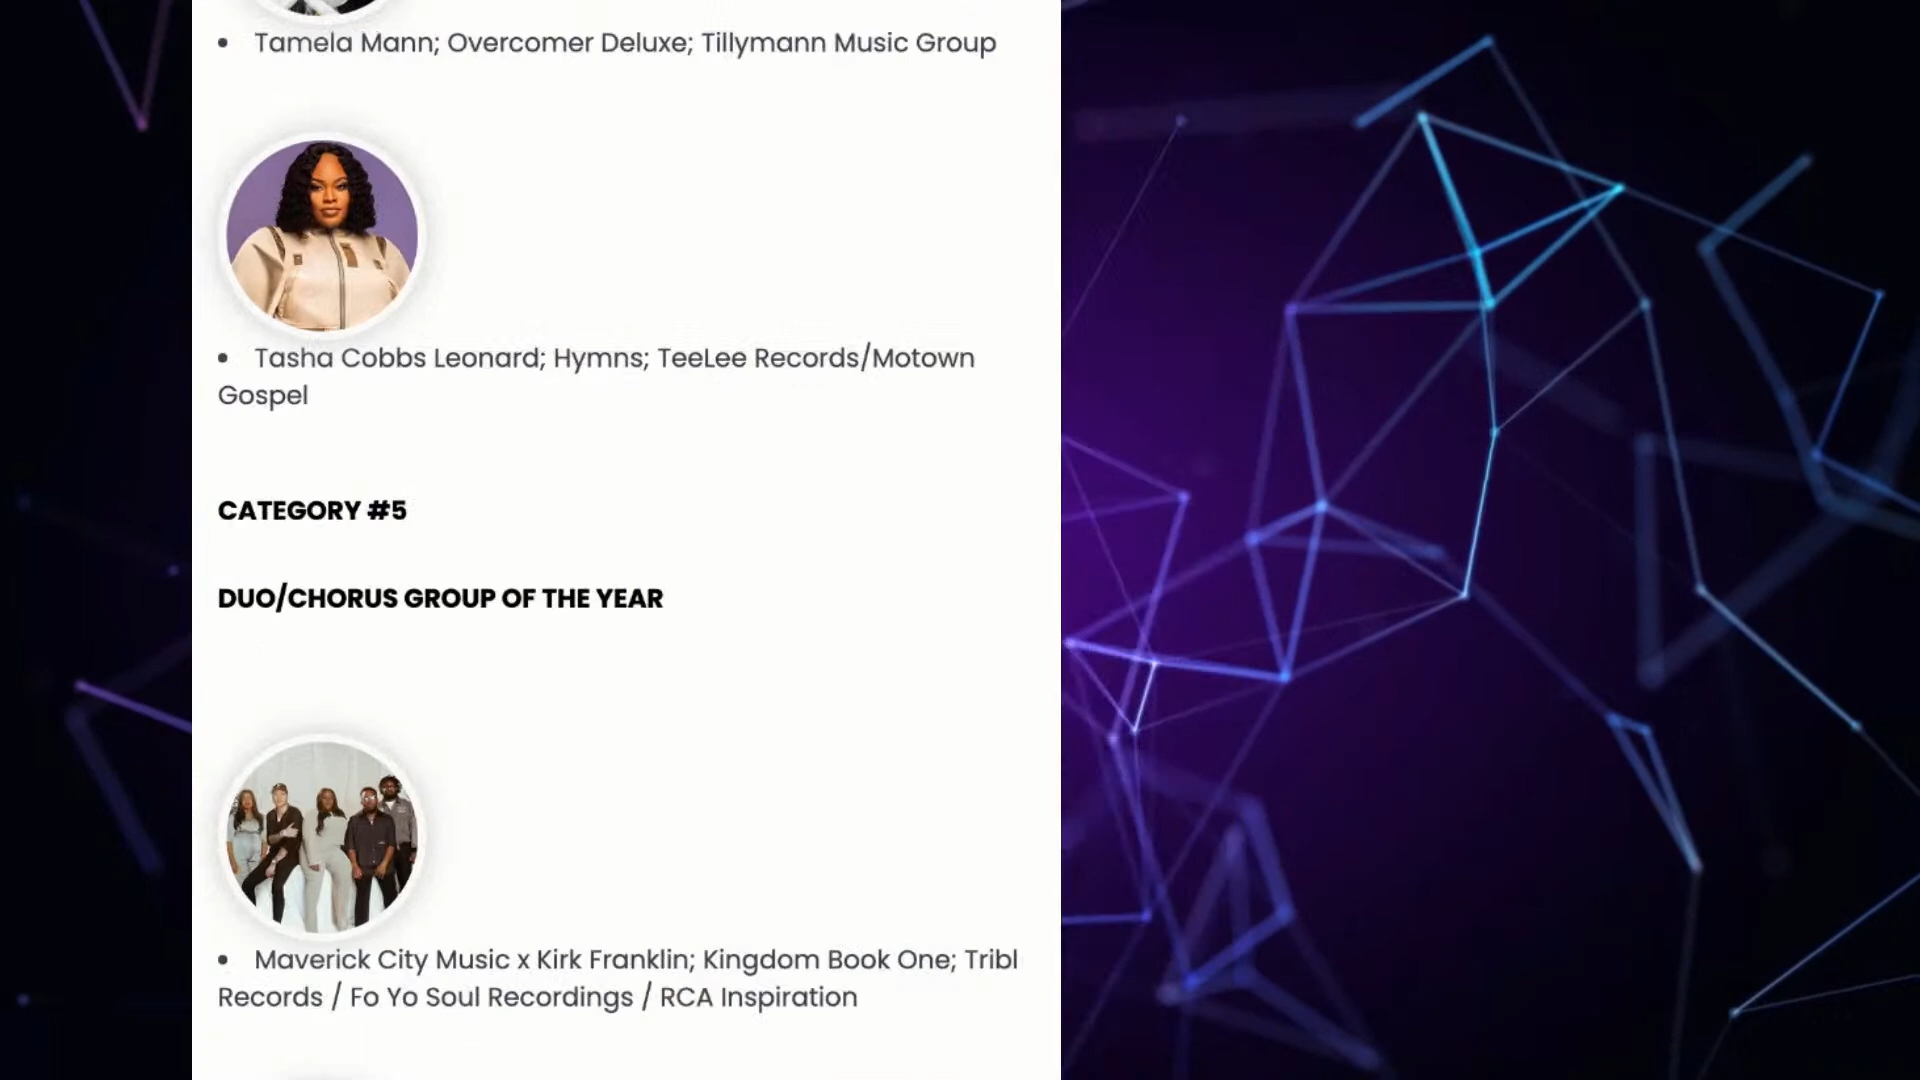 • Tamela Mann; Overcomer Deluxe; Tillymann Music Group
• Tasha Cobbs Leonard; Hymns; TeeLee Records/Motown
Gospel
CATEGORY #5
DUO/CHORUS GROUP OF THE YEAR
• Maverick City Music x Kirk Franklin; Kingdom Book One; Tribl
Records / Fo Yo Soul Recordings / RCA Inspiration